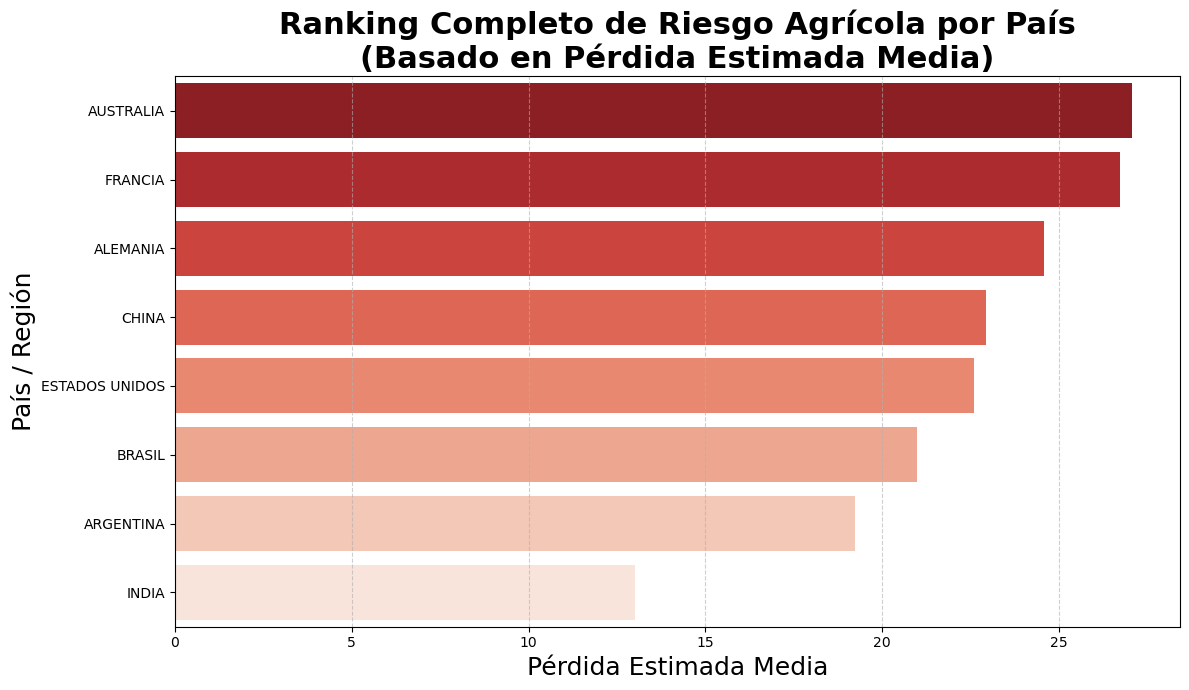 Ranking Completo de Riesgo Agrícola por País
(Basado en Pérdida Estimada Media)
País / Región
AUSTRALIA
FRANCIA
ALEMANIA
CHINA
ESTADOS UNIDOS
BRASIL
ARGENTINA
INDIA
0 5 10 15 20 25
Pérdida Estimada Media